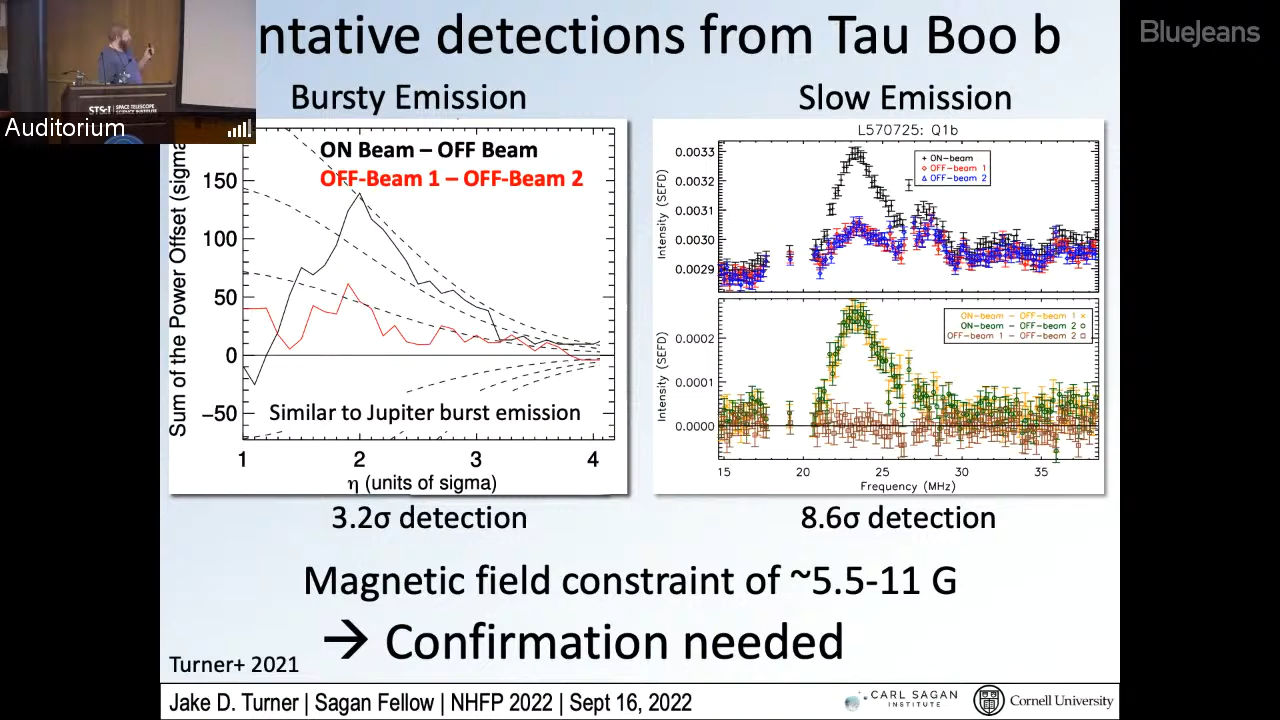 ntative detections from Tau Boo b
BlueJeans
Auditorium
STScI | SPACE TELESCOPE
SCIENCE INSTITUTE
Bursty Emission
Slow Emission
Sum of the Power Offset (sigma
ON Beam – OFF Beam
OFF-Beam 1 – OFF-Beam 2
150
100
50
0
−50
Similar to Jupiter burst emission
1 2 3 4
η (units of sigma)
L570725: Q1b
Intensity (SEFD)
0.0033
0.0032
0.0031
0.0030
0.0029
ON-beam
OFF-beam 1
OFF-beam 2
Intensity (SEFD)
0.0002
0.0001
0.0000
ON-beam − OFF-beam 1
ON-beam − OFF-beam 2
OFF-beam 1 − OFF-beam 2
15 20 25 30 35
Frequency (MHz)
3.2σ detection
8.6σ detection
Magnetic field constraint of ~5.5-11 G
→ Confirmation needed
Turner+ 2021
Jake D. Turner | Sagan Fellow | NHFP 2022 | Sept 16, 2022
CARL SAGAN
INSTITUTE
Cornell University